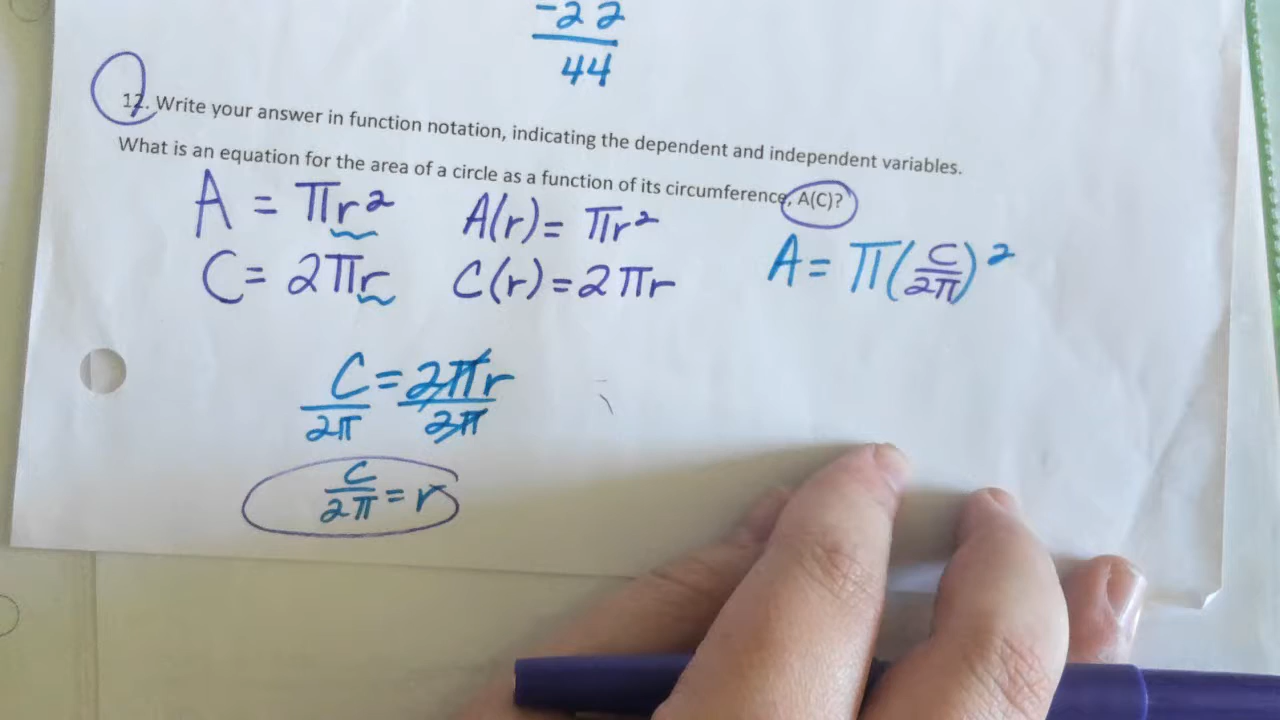 -22
44
12. Write your answer in function notation, indicating the dependent and independent variables.
What is an equation for the area of a circle as a function of its circumference, A(C)?
A = πr² A(r) = πr² A = π(C/2π)²
C = 2πr C(r) = 2πr
C/2π = 2πr/2π
C/2π = r